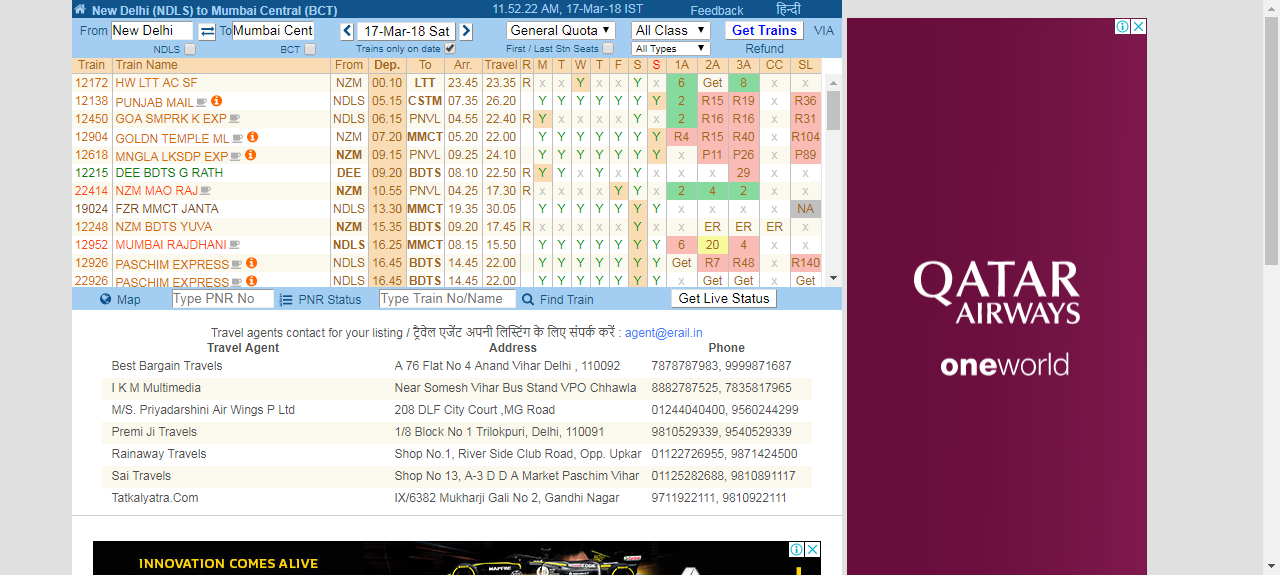 New Delhi (NDLS) to Mumbai Central (BCT) 11.52.22 AM, 17-Mar-18 IST Feedback हिन्दी
From New Delhi To Mumbai Cent 17-Mar-18 Sat General Quota All Class Get Trains VIA
NDLS BCT Trains only on date First / Last Stn Seats All Types Refund
Train Train Name From Dep. To Arr. Travel R M T W T F S S 1A 2A 3A CC SL
12172 HW LTT AC SF NZM 00.10 LTT 23.45 23.35 R x x Y x x Y x 6 Get 8 x x
12138 PUNJAB MAIL NDLS 05.15 CSTM 07.35 26.20 Y Y Y Y Y Y Y 2 R15 R19 x R36
12450 GOA SMPRK K EXP NDLS 06.15 PNVL 04.55 22.40 R Y x x x x Y x 2 R16 R16 x R31
12904 GOLDN TEMPLE ML NZM 07.20 MMCT 05.20 22.00 Y Y Y Y Y Y Y R4 R15 R40 x R104
12618 MNGLA LKSDP EXP NZM 09.15 PNVL 09.25 24.10 Y Y Y Y Y Y Y x P11 P26 x P89
12215 DEE BDTS G RATH DEE 09.20 BDTS 08.10 22.50 R Y Y x Y x Y x x x 29 x x
22414 NZM MAO RAJ NZM 10.55 PNVL 04.25 17.30 R x x x x Y Y x 2 4 2 x x
19024 FZR MMCT JANTA NDLS 13.30 MMCT 19.35 30.05 Y Y Y Y Y Y Y x x x x NA
12248 NZM BDTS YUVA NZM 15.35 BDTS 09.20 17.45 R x x x x x Y x x ER ER ER x
12952 MUMBAI RAJDHANI NDLS 16.25 MMCT 08.15 15.50 Y Y Y Y Y Y Y 6 20 4 x x
12926 PASCHIM EXPRESS NDLS 16.45 BDTS 14.45 22.00 Y Y Y Y Y Y Y Get R7 R48 x R140
22926 PASCHIM EXPRESS NDLS 16.45 BDTS 14.45 22.00 Y Y Y Y Y Y Y x Get Get x Get
Map Type PNR No PNR Status Type Train No/Name Find Train Get Live Status
Travel agents contact for your listing / ट्रैवेल एजेंट अपनी लिस्टिंग के लिए संपर्क करें : agent@erail.in
Travel Agent Address Phone
Best Bargain Travels A 76 Flat No 4 Anand Vihar Delhi , 110092 7878787983, 9999871687
I K M Multimedia Near Somesh Vihar Bus Stand VPO Chhawla 8882787525, 7835817965
M/S. Priyadarshini Air Wings P Ltd 208 DLF City Court ,MG Road 01244040400, 9560244299
Premi Ji Travels 1/8 Block No 1 Trilokpuri, Delhi, 110091 9810529339, 9540529339
Rainaway Travels Shop No.1, River Side Club Road, Opp. Upkar 01122726955, 9871424500
Sai Travels Shop No 13, A-3 D D A Market Paschim Vihar 01125282688, 9810891117
Tatkalyatra.Com IX/6382 Mukharji Gali No 2, Gandhi Nagar 9711922111, 9810922111
INNOVATION COMES ALIVE
MAPFRE
QATAR
AIRWAYS
oneworld